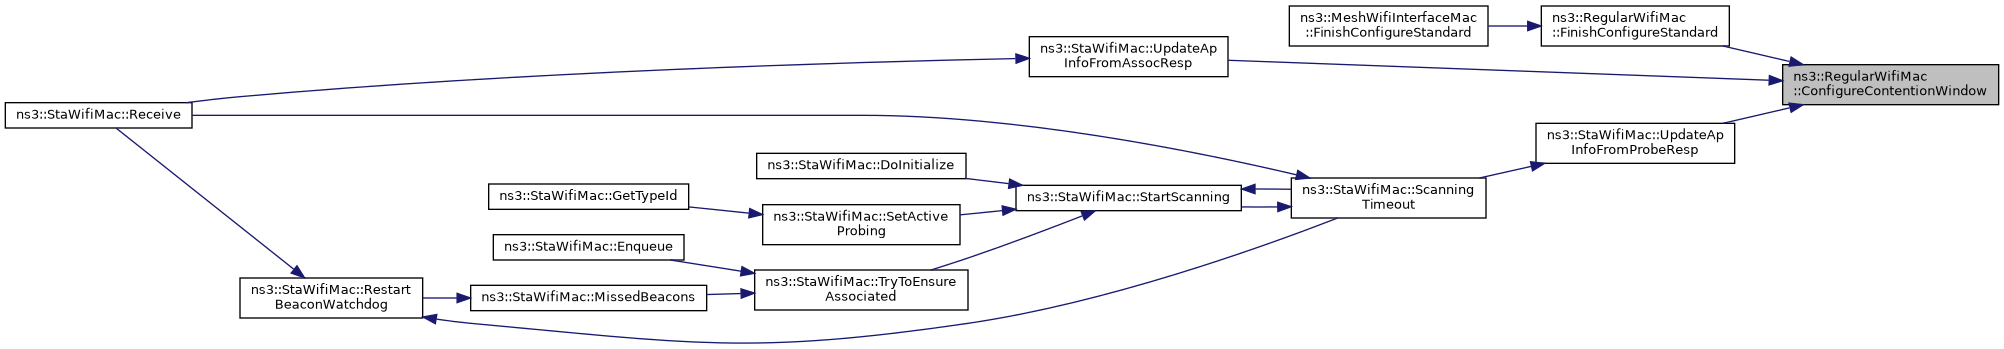 ns3::MeshWifiInterfaceMac
::FinishConfigureStandard
ns3::RegularWifiMac
::FinishConfigureStandard
ns3::StaWifiMac::UpdateAp
InfoFromAssocResp
ns3::RegularWifiMac
::ConfigureContentionWindow
ns3::StaWifiMac::Receive
ns3::StaWifiMac::UpdateAp
InfoFromProbeResp
ns3::StaWifiMac::DoInitialize
ns3::StaWifiMac::GetTypeId
ns3::StaWifiMac::StartScanning
ns3::StaWifiMac::Scanning
Timeout
ns3::StaWifiMac::SetActive
Probing
ns3::StaWifiMac::Enqueue
ns3::StaWifiMac::TryToEnsure
Associated
ns3::StaWifiMac::Restart
BeaconWatchdog
ns3::StaWifiMac::MissedBeacons